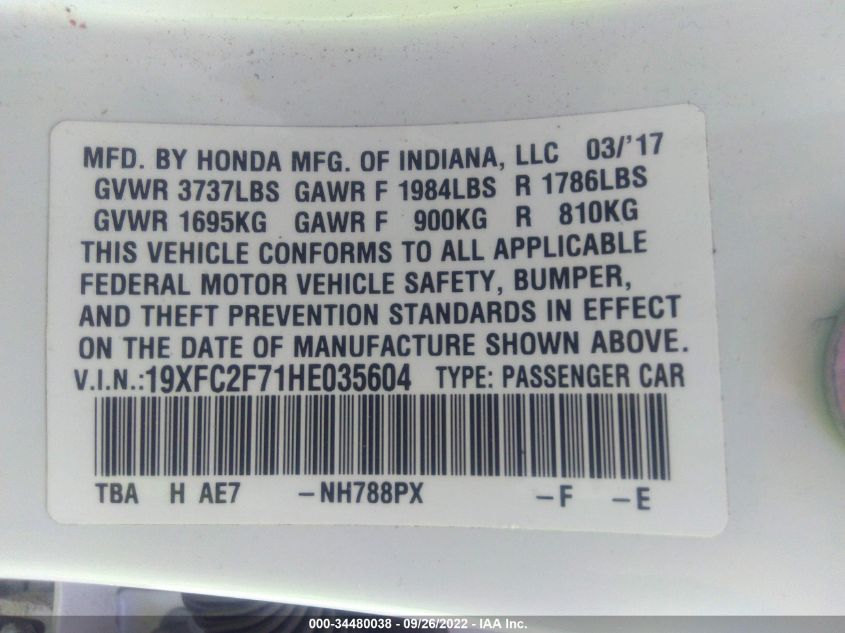 MFD. BY HONDA MFG. OF INDIANA, LLC 03/'17
GVWR 3737LBS GAWR F 1984LBS R 1786LBS
GVWR 1695KG GAWR F 900KG R 810KG
THIS VEHICLE CONFORMS TO ALL APPLICABLE
FEDERAL MOTOR VEHICLE SAFETY, BUMPER,
AND THEFT PREVENTION STANDARDS IN EFFECT
ON THE DATE OF MANUFACTURE SHOWN ABOVE.
V.I.N.:19XFC2F71HE035604 TYPE: PASSENGER CAR
TBA H AE7 –NH788PX –F –E
000-34480038 - 09/26/2022 - IAA Inc.